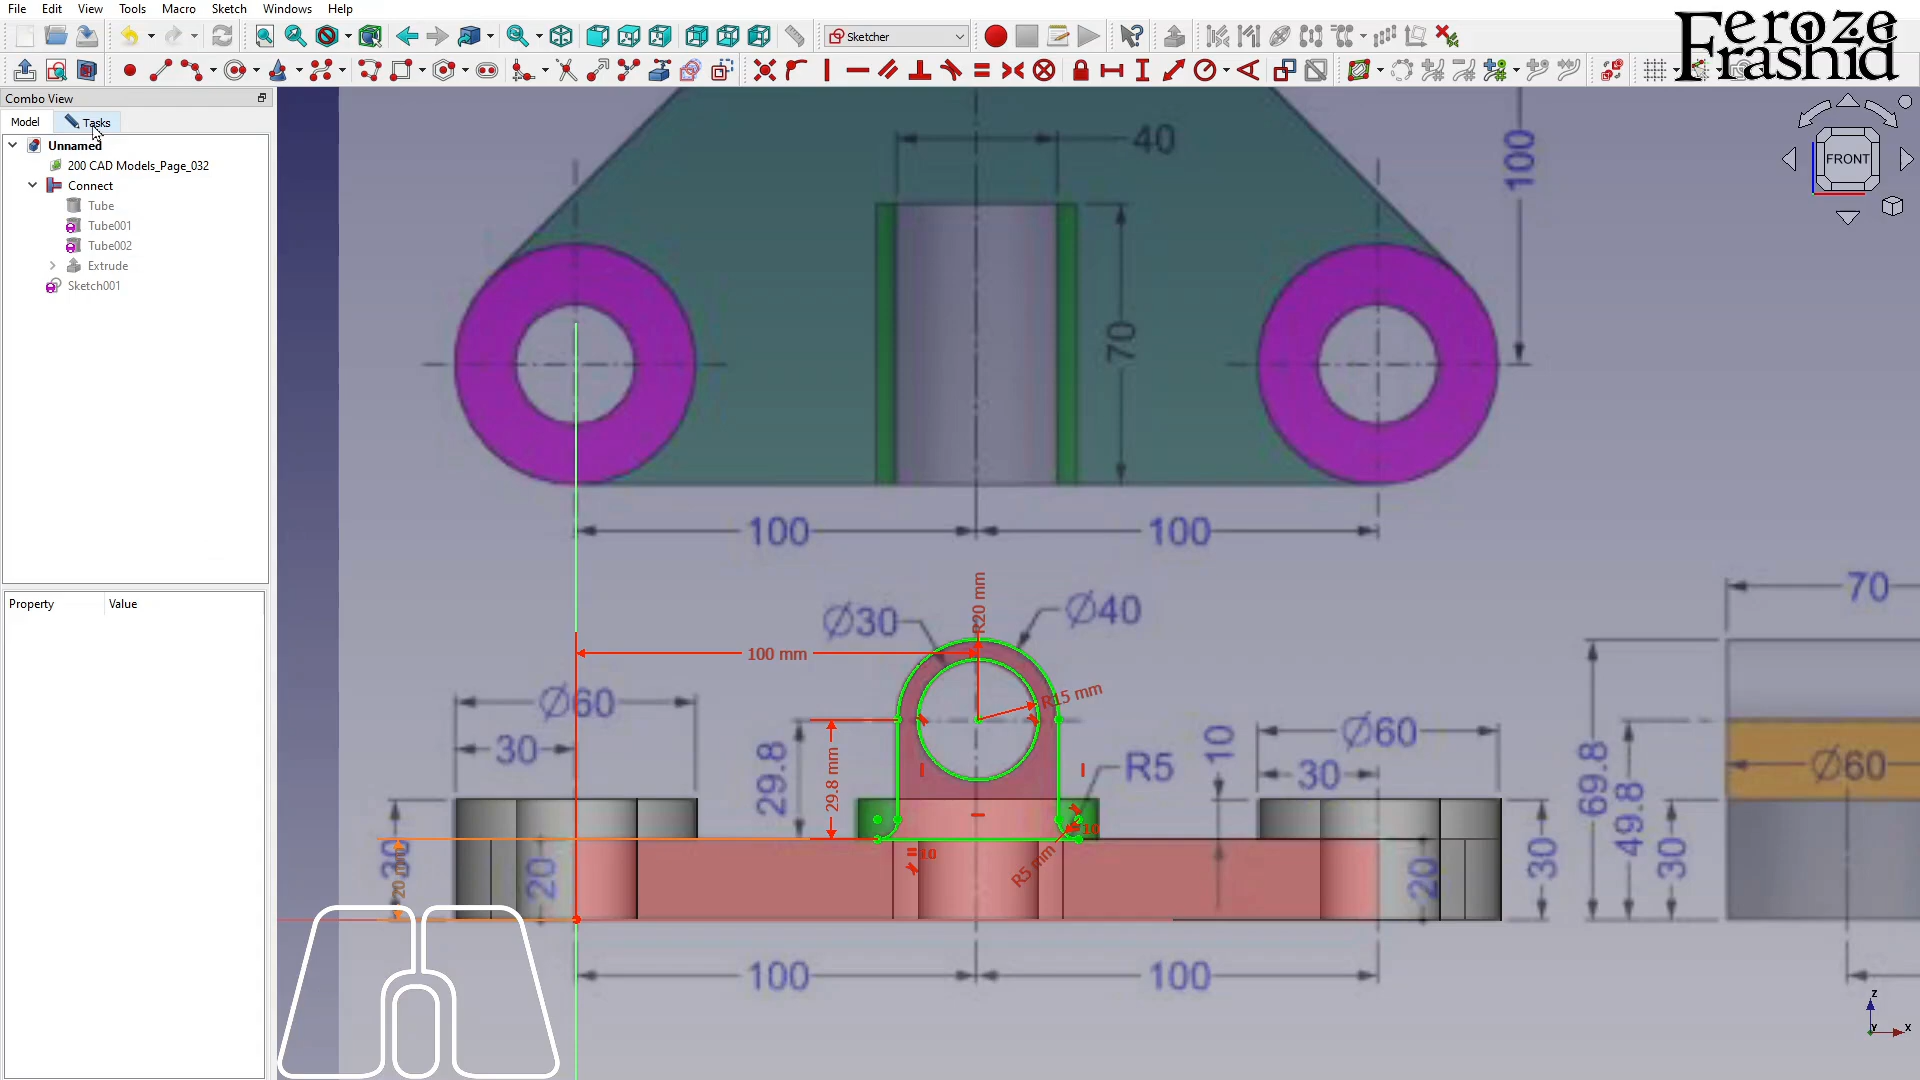 File Edit View Tools Macro Sketch Windows Help
Sketcher
Feroze
Frashid
Combo View
Model Tasks
Unnamed
200 CAD Models_Page_032
Connect
Tube
Tube001
Tube002
Extrude
Sketch001
Property Value
FRONT
40
100
70
100 100
R20 mm
Ø30 Ø40
70
100 mm
R15 mm
Ø60
30
29.8
29.8 mm
R5
10
Ø60
30
69.8
49.8
Ø60
10
10
R5 mm
30
20 mm
20
20
30
30
100 100
z
Y
x